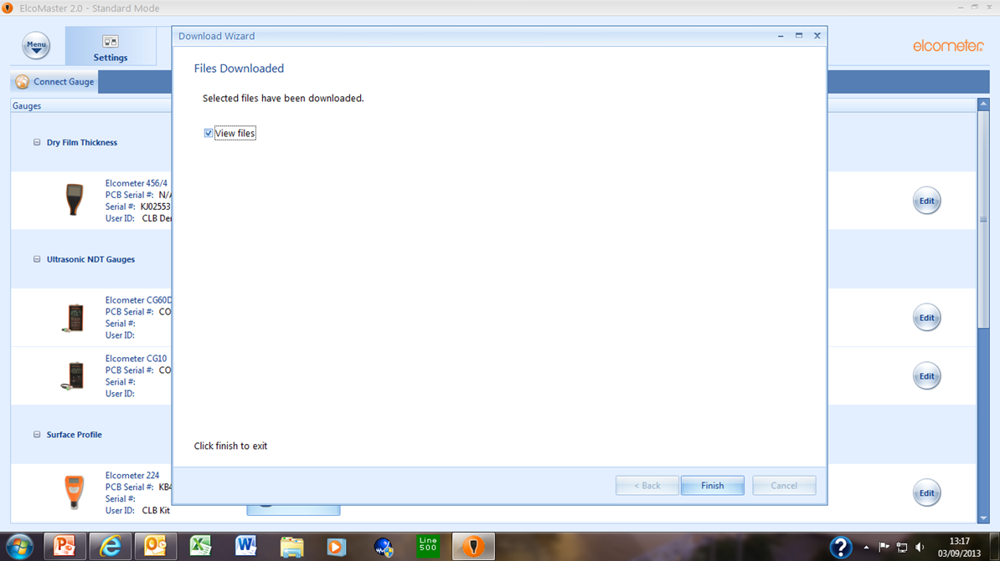 ElcoMaster 2.0 - Standard Mode
Menu
Settings
elcometer
Connect Gauge
Gauges
Dry Film Thickness
Elcometer 456/4
PCB Serial #: N/A
Serial #: KJ02553
User ID: CLB De
Edit
Ultrasonic NDT Gauges
Elcometer CG60D
PCB Serial #: CO
Serial #:
User ID:
Edit
Elcometer CG10
PCB Serial #: CO
Serial #:
User ID:
Edit
Surface Profile
Elcometer 224
PCB Serial #: KB4
Serial #:
User ID: CLB Kit
Edit
Download Wizard
Files Downloaded
Selected files have been downloaded.
View files
Click finish to exit
< Back
Finish
Cancel
Line
500
13:17
03/09/2013